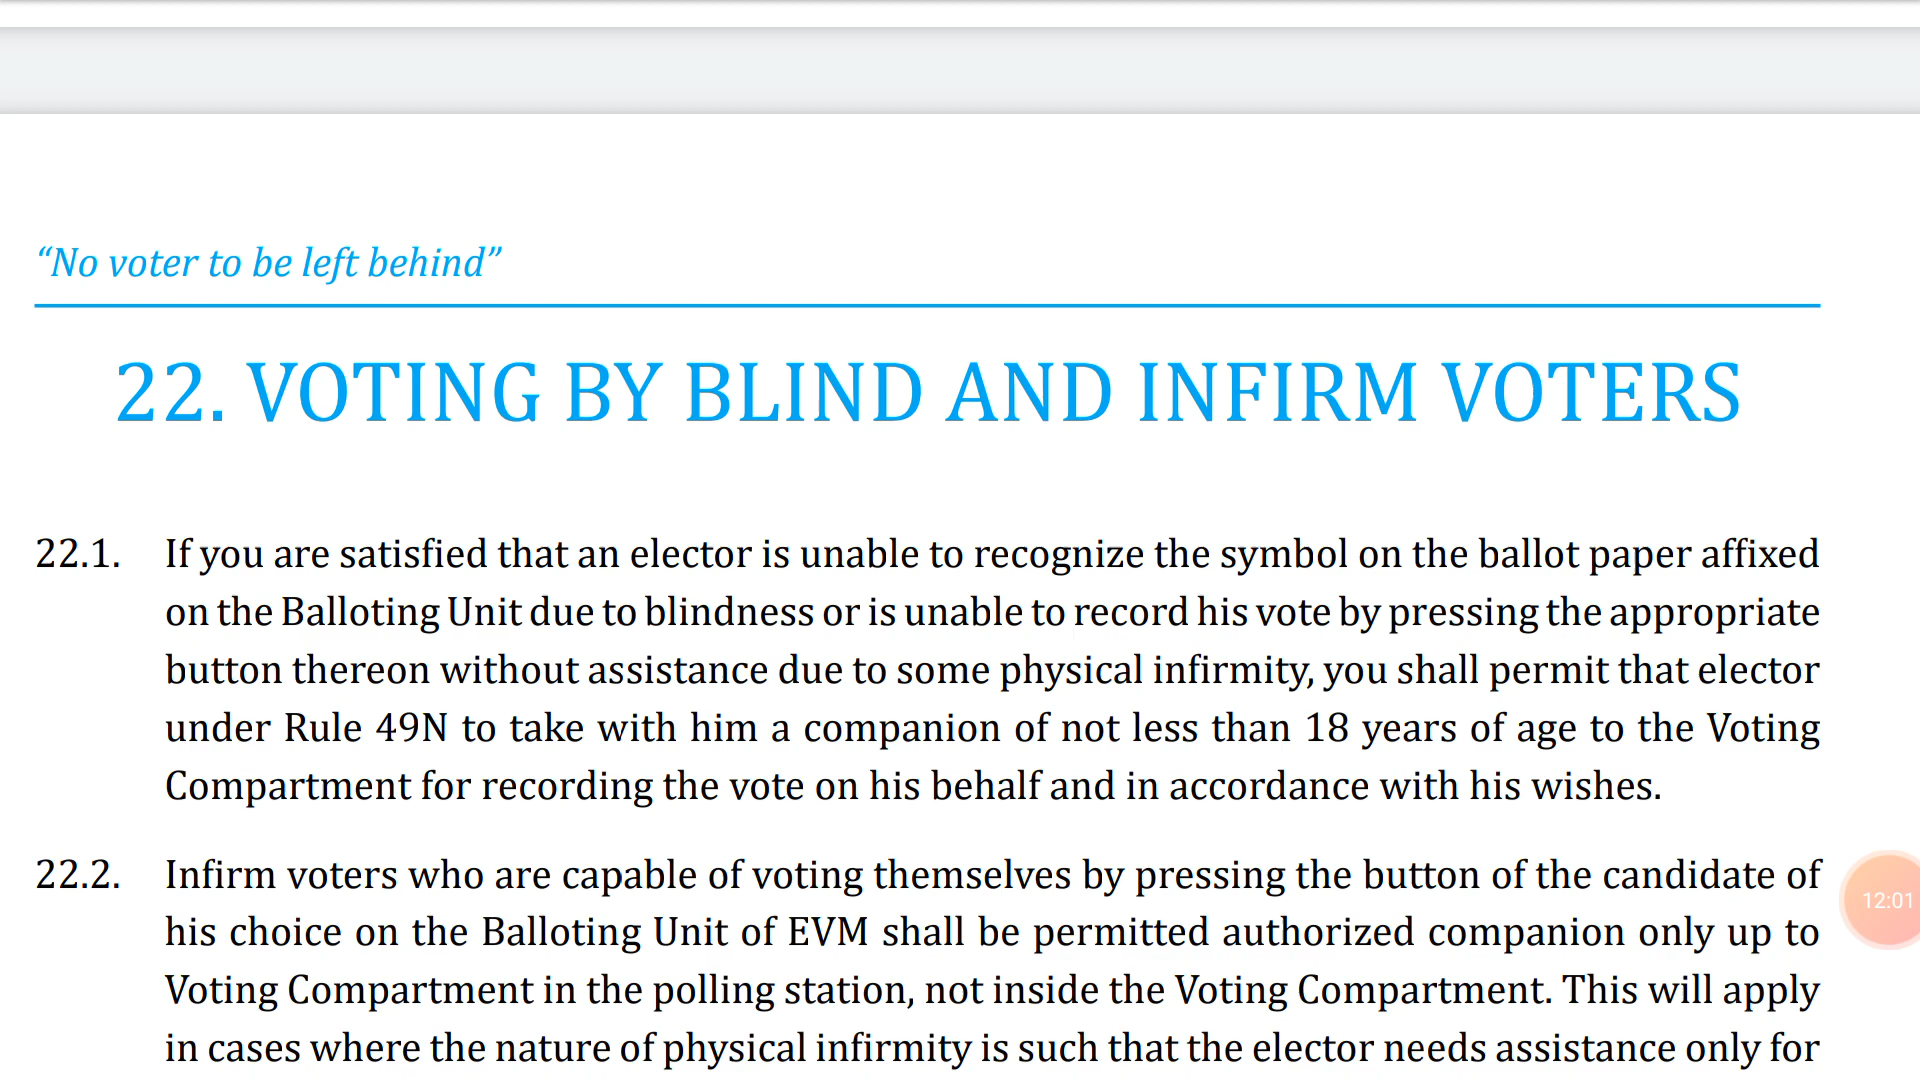 “No voter to be left behind”
22. VOTING BY BLIND AND INFIRM VOTERS
22.1. If you are satisfied that an elector is unable to recognize the symbol on the ballot paper affixed
on the Balloting Unit due to blindness or is unable to record his vote by pressing the appropriate
button thereon without assistance due to some physical infirmity, you shall permit that elector
under Rule 49N to take with him a companion of not less than 18 years of age to the Voting
Compartment for recording the vote on his behalf and in accordance with his wishes.
22.2. Infirm voters who are capable of voting themselves by pressing the button of the candidate of
his choice on the Balloting Unit of EVM shall be permitted authorized companion only up to
Voting Compartment in the polling station, not inside the Voting Compartment. This will apply
in cases where the nature of physical infirmity is such that the elector needs assistance only for
12:01